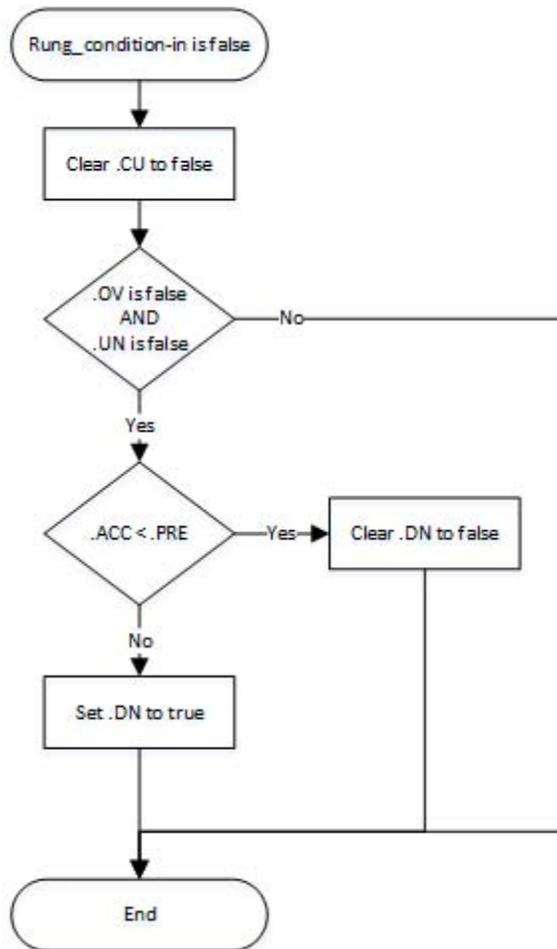 Rung_condition-in is false
Clear .CU to false
.OV is false
AND
.UN is false
No
Yes
.ACC < .PRE
Yes
Clear .DN to false
No
Set .DN to true
End